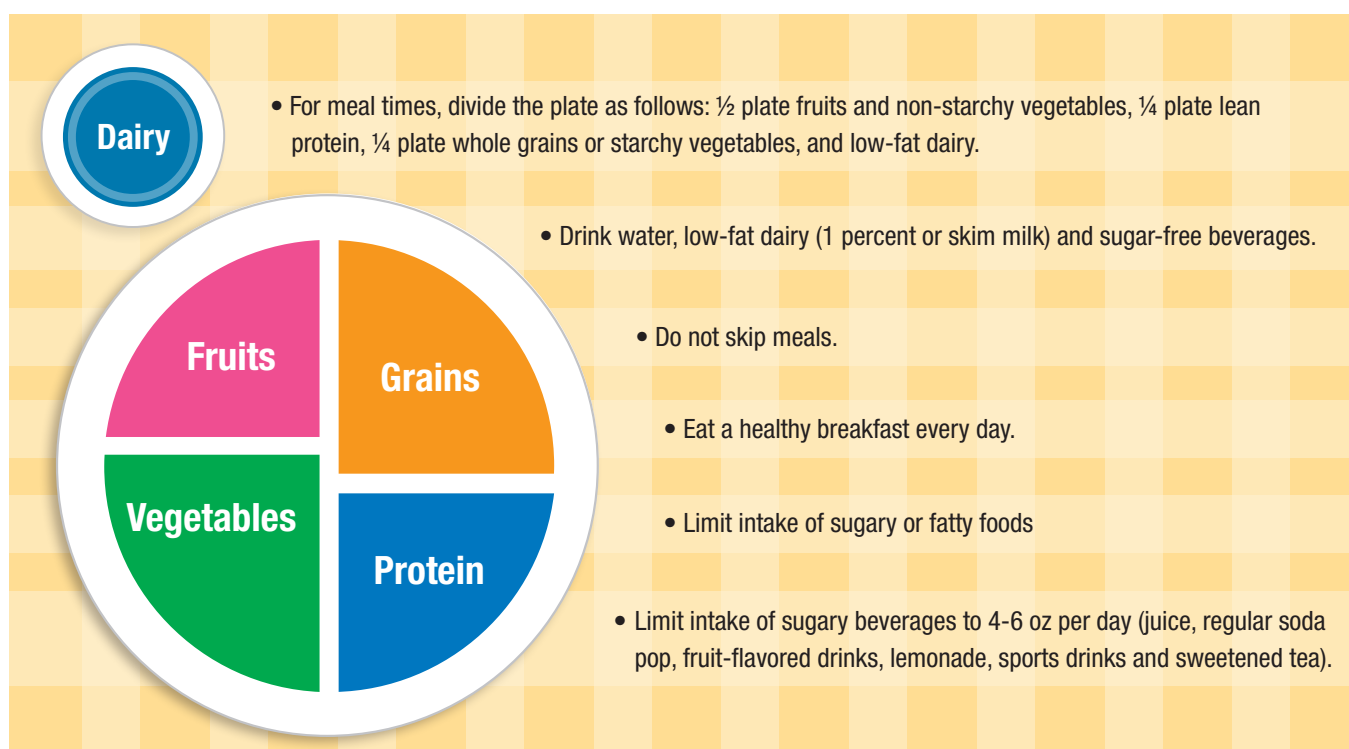 Dairy
• For meal times, divide the plate as follows: ½ plate fruits and non-starchy vegetables, ¼ plate lean
protein, ¼ plate whole grains or starchy vegetables, and low-fat dairy.
• Drink water, low-fat dairy (1 percent or skim milk) and sugar-free beverages.
Fruits
Grains
Vegetables
Protein
• Do not skip meals.
• Eat a healthy breakfast every day.
• Limit intake of sugary or fatty foods
• Limit intake of sugary beverages to 4-6 oz per day (juice, regular soda
pop, fruit-flavored drinks, lemonade, sports drinks and sweetened tea).